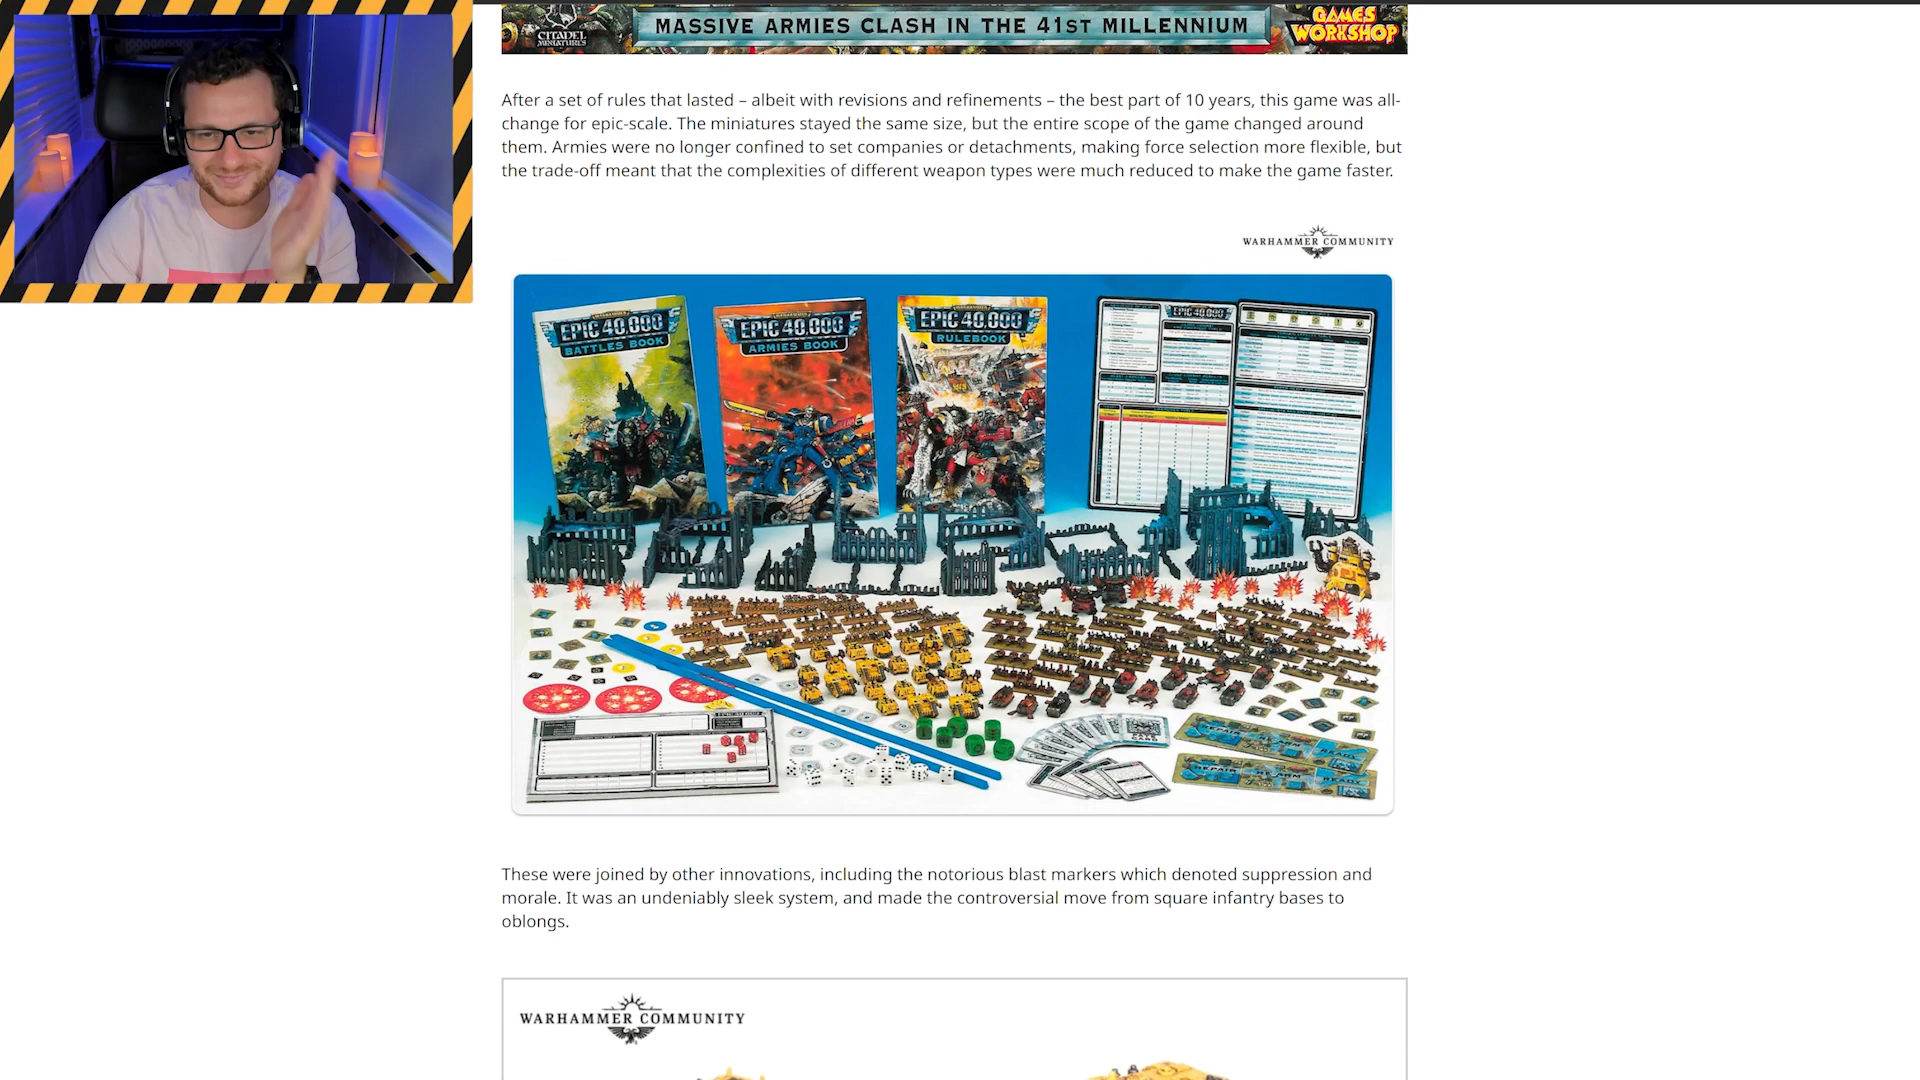 CITADEL
MINIATURES
MASSIVE ARMIES CLASH IN THE 41ST MILLENNIUM
GAMES
WORKSHOP
After a set of rules that lasted – albeit with revisions and refinements – the best part of 10 years, this game was all-
change for epic-scale. The miniatures stayed the same size, but the entire scope of the game changed around
them. Armies were no longer confined to set companies or detachments, making force selection more flexible, but
the trade-off meant that the complexities of different weapon types were much reduced to make the game faster.
WARHAMMER COMMUNITY
EPIC 40,000
BATTLES BOOK
EPIC 40,000
ARMIES BOOK
EPIC 40,000
RULEBOOK
EPIC 40,000
REPAIR REARM READY
REPAIR REARM READY
These were joined by other innovations, including the notorious blast markers which denoted suppression and
morale. It was an undeniably sleek system, and made the controversial move from square infantry bases to
oblongs.
WARHAMMER COMMUNITY